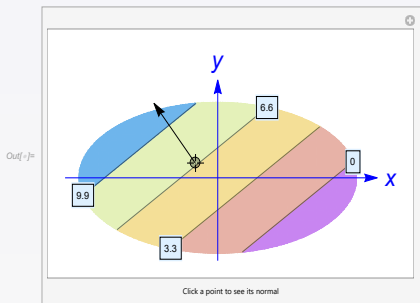 y
6.6
Out[•]=
0
x
9.9
3.3
Click a point to see its normal